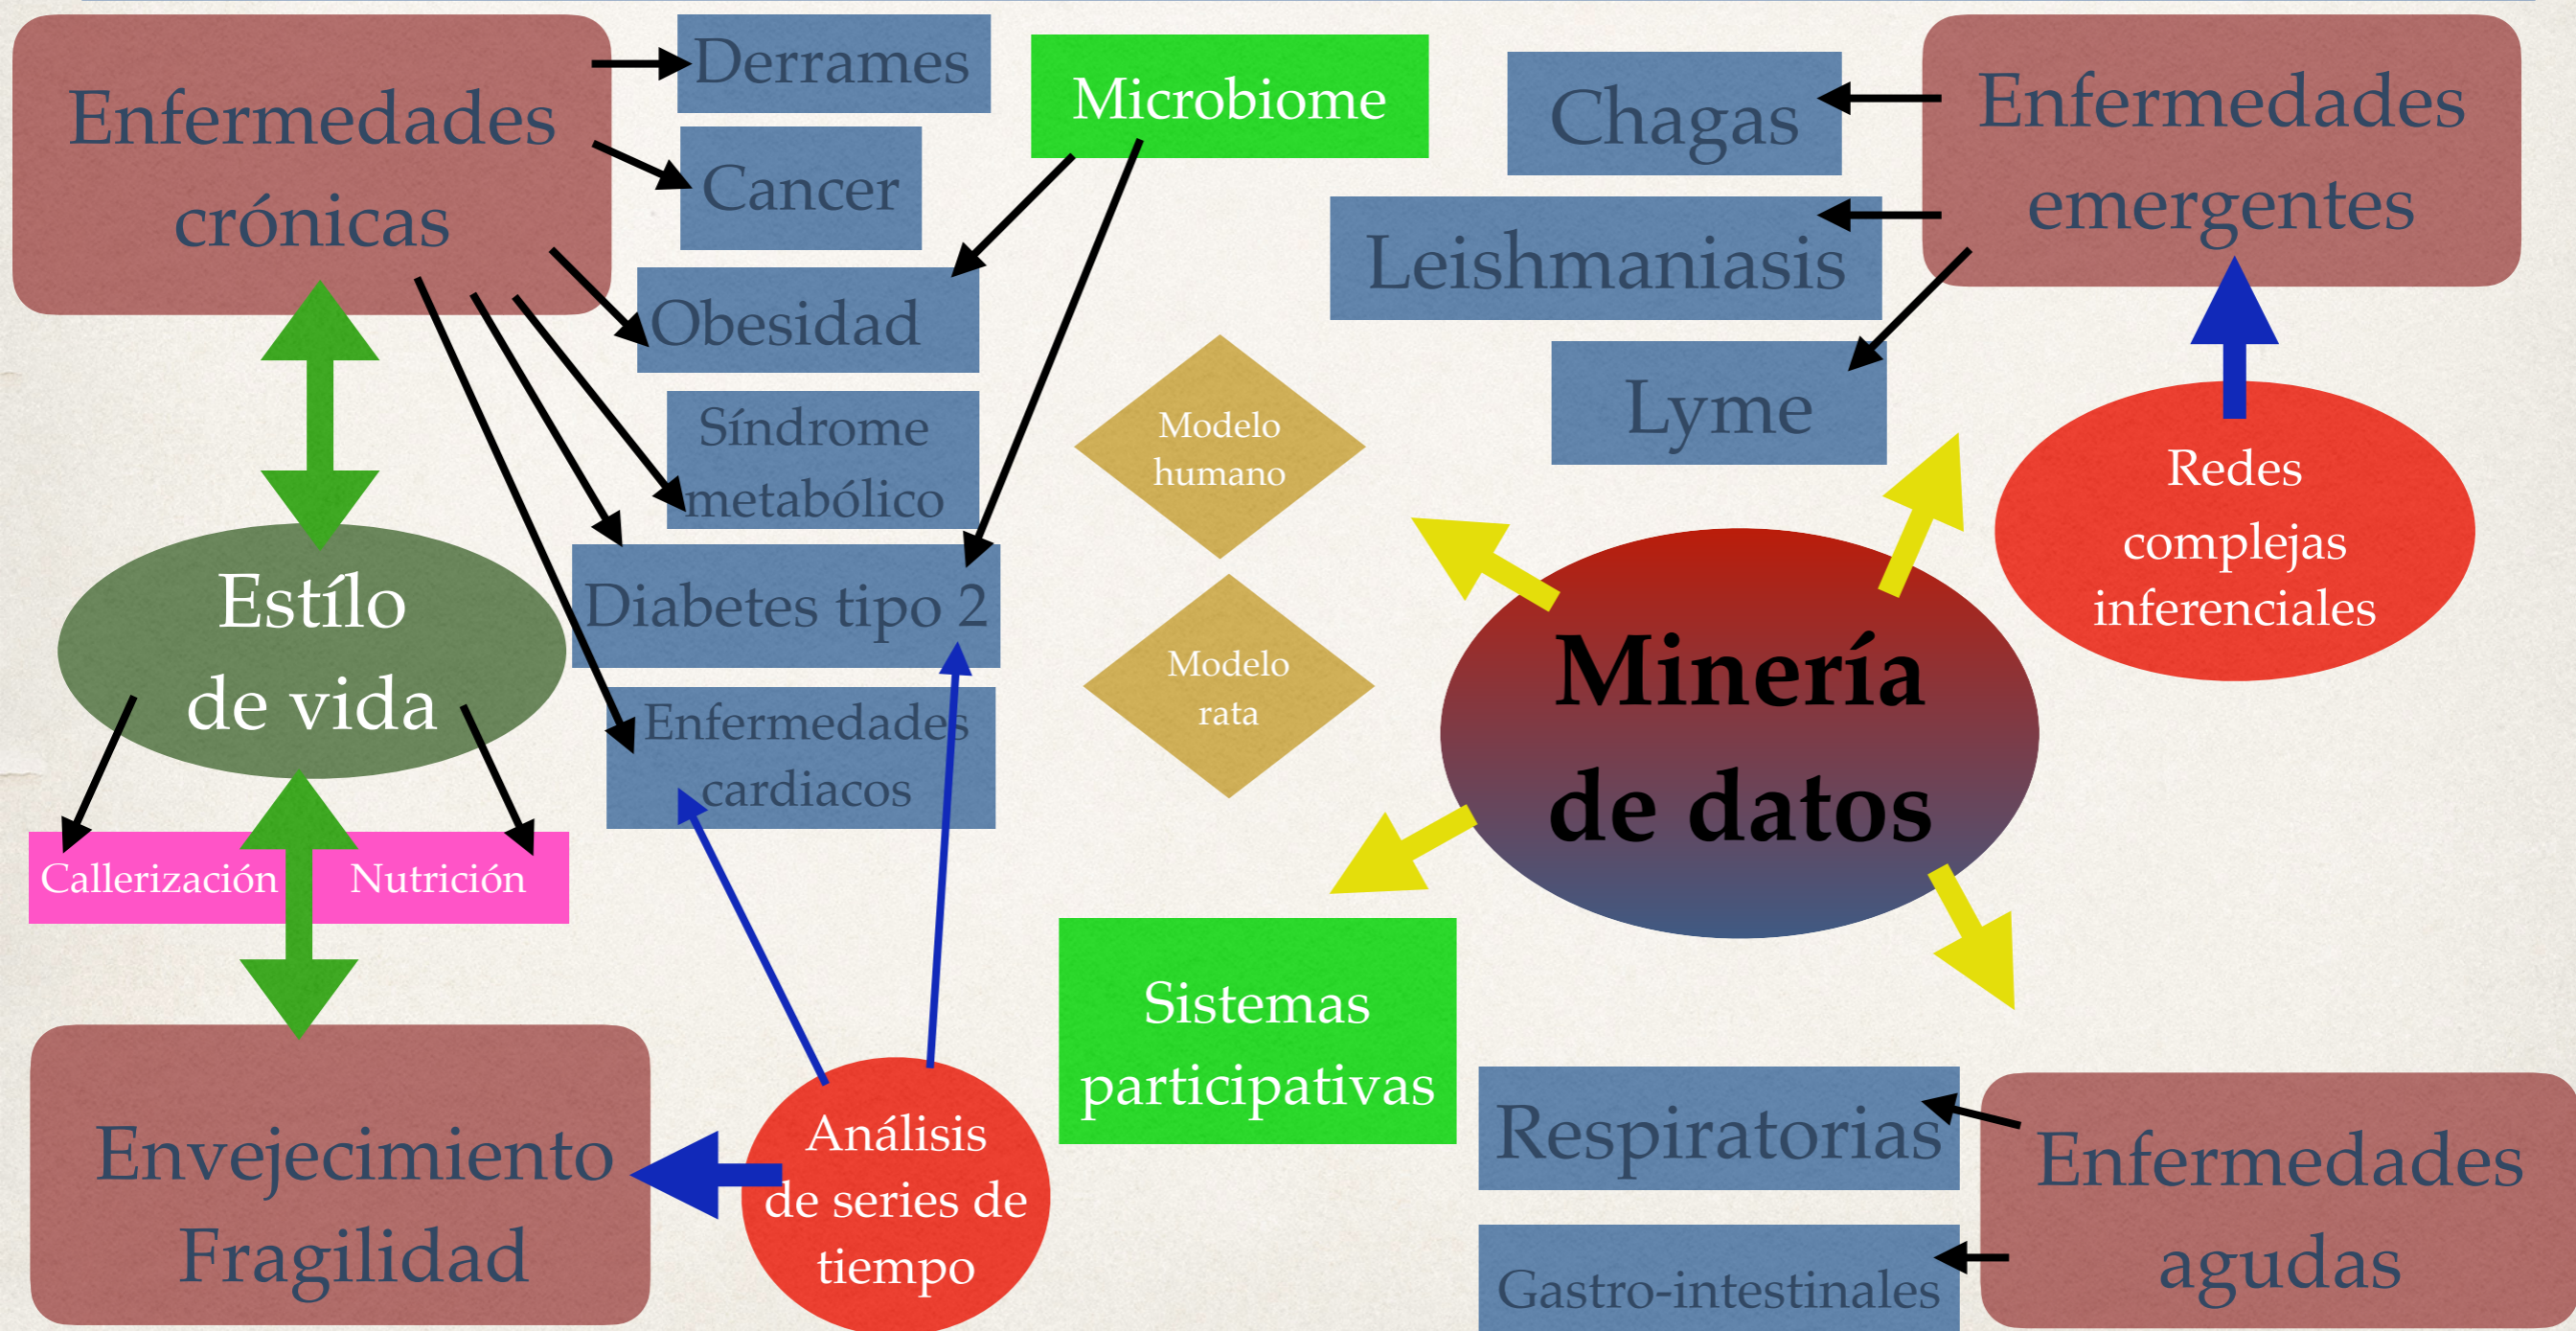 Enfermedades
crónicas
Derrames
Cancer
Obesidad
Síndrome
metabólico
Diabetes tipo 2
Enfermedades
cardiacos
Microbiome
Chagas
Leishmaniasis
Lyme
Enfermedades
emergentes
Modelo
humano
Modelo
rata
Redes
complejas
inferenciales
Minería
de datos
Estílo
de vida
Callerización
Nutrición
Envejecimiento
Fragilidad
Análisis
de series de
tiempo
Sistemas
participativas
Respiratorias
Gastro-intestinales
Enfermedades
agudas